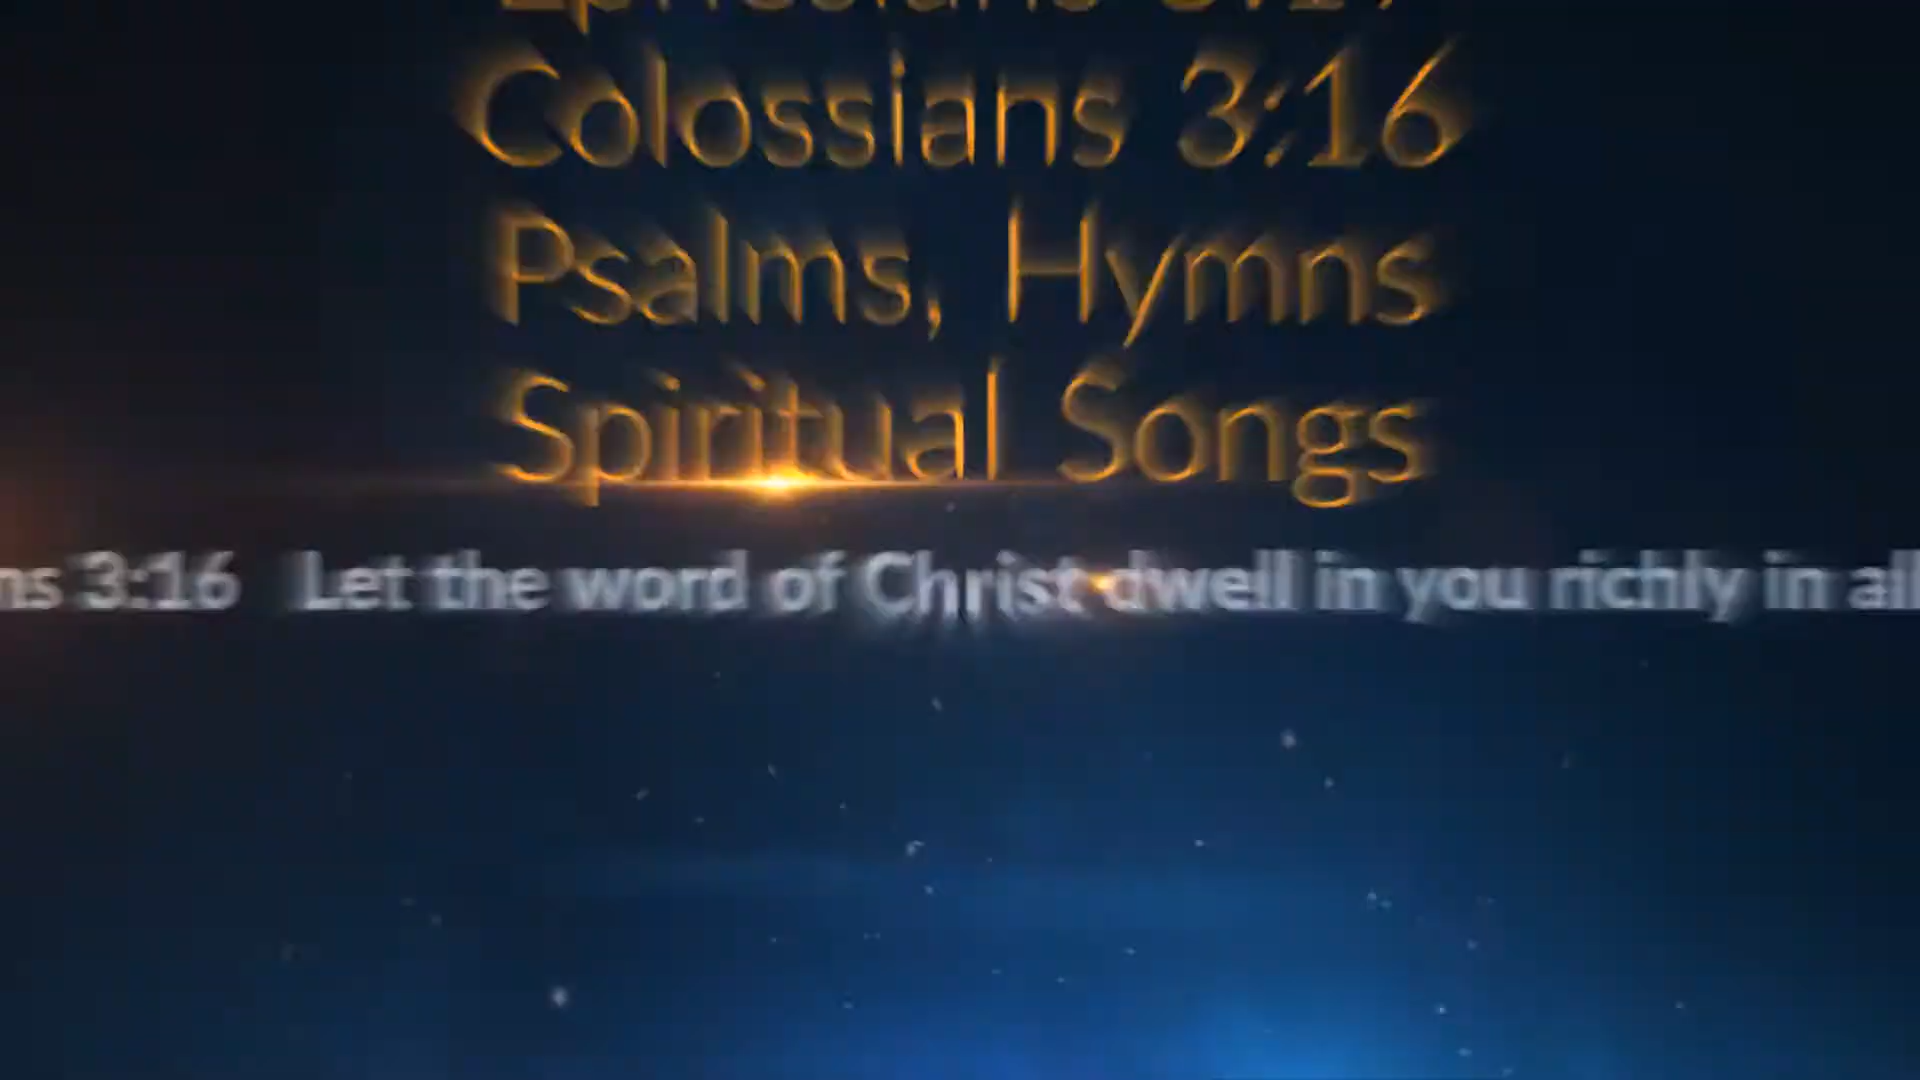 Colossians 3:16
Psalms, Hymns
Spiritual Songs
3:16 Let the word of Christ dwell in you richly in all